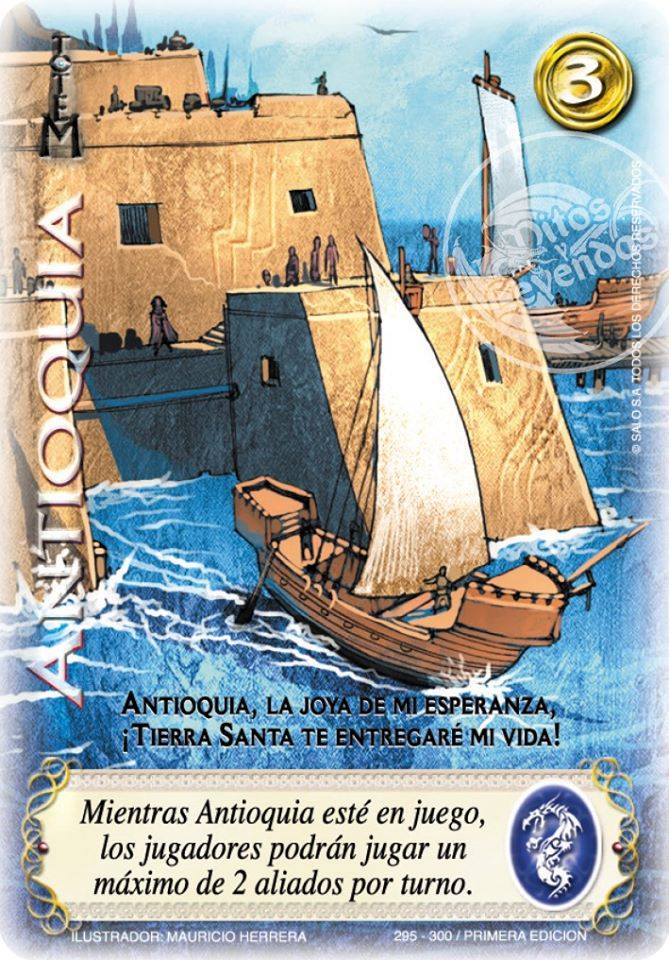 TOTEM
3
ANTIOQUIA
Mitos
y
Leyendas
© SALO S.A TODOS LOS DERECHOS RESERVADOS
ANTIOQUIA, LA JOYA DE MI ESPERANZA,
¡TIERRA SANTA TE ENTREGARÉ MI VIDA!
Mientras Antioquia esté en juego,
los jugadores podrán jugar un
máximo de 2 aliados por turno.
ILUSTRADOR: MAURICIO HERRERA
295 - 300 / PRIMERA EDICION